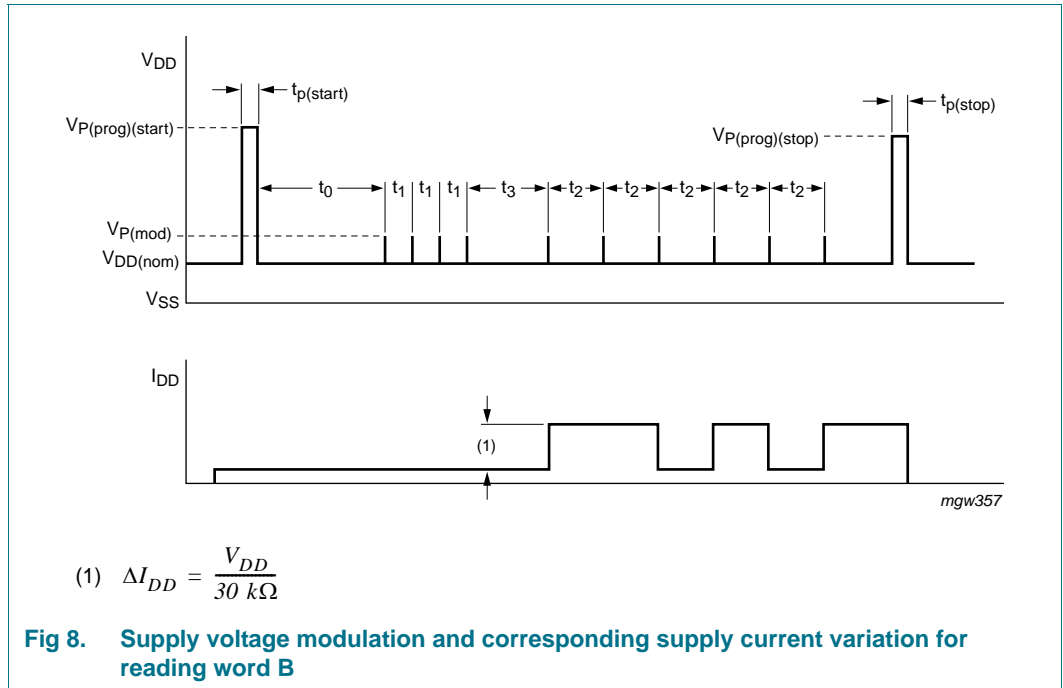 VDD
tp(start)
tp(stop)
VP(prog)(start)
VP(prog)(stop)
t0 t1 t1 t1 t3 t2 t2 t2 t2 t2
VP(mod)
VDD(nom)
VSS
IDD
(1)
mgw357
(1) ΔIDD = VDD / 30 kΩ
Fig 8. Supply voltage modulation and corresponding supply current variation for
reading word B